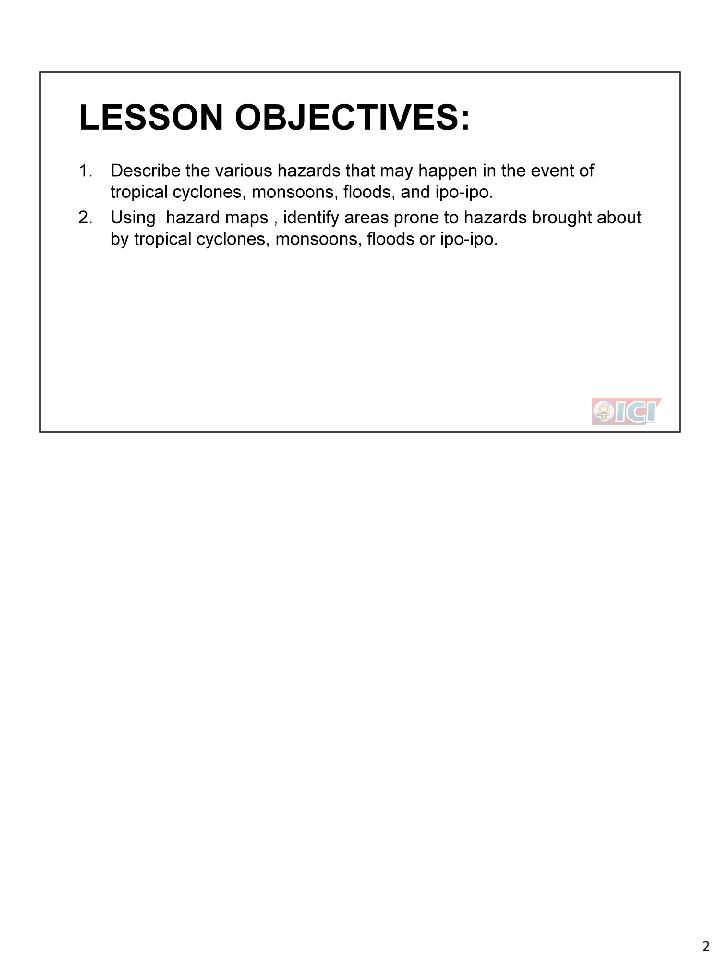 LESSON OBJECTIVES:
1. Describe the various hazards that may happen in the event of
tropical cyclones, monsoons, floods, and ipo-ipo.
2. Using  hazard maps , identify areas prone to hazards brought about
by tropical cyclones, monsoons, floods or ipo-ipo.
ICI
2